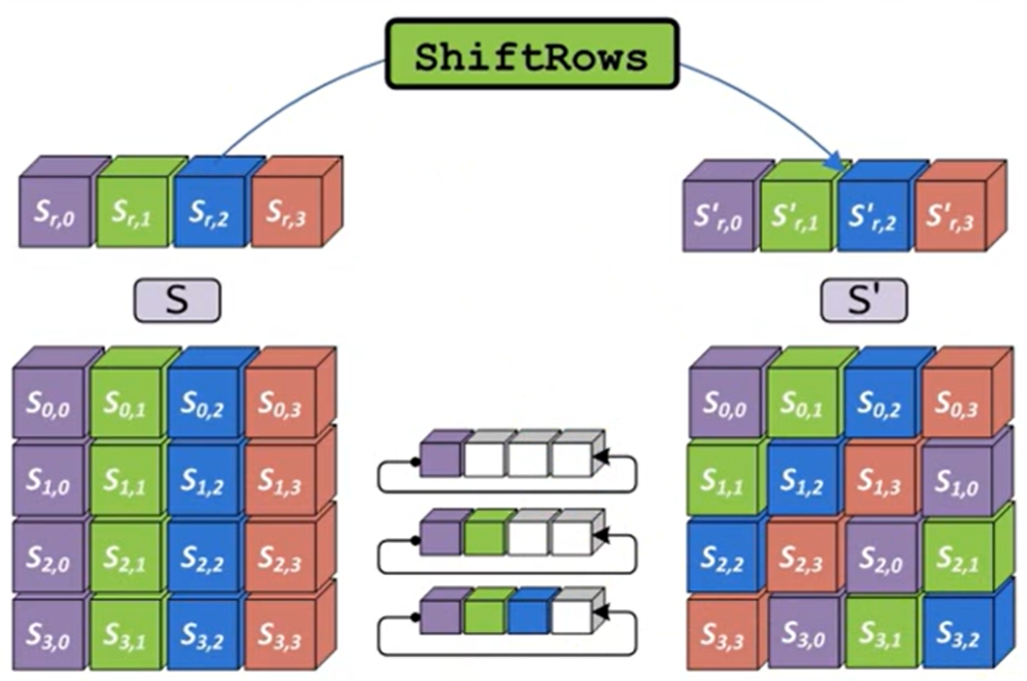 ShiftRows
Sr,0 Sr,1 Sr,2 Sr,3
S'r,0 S'r,1 S'r,2 S'r,3
S
S'
S0,0 S0,1 S0,2 S0,3
S1,0 S1,1 S1,2 S1,3
S2,0 S2,1 S2,2 S2,3
S3,0 S3,1 S3,2 S3,3
S0,0 S0,1 S0,2 S0,3
S1,1 S1,2 S1,3 S1,0
S2,2 S2,3 S2,0 S2,1
S3,3 S3,0 S3,1 S3,2